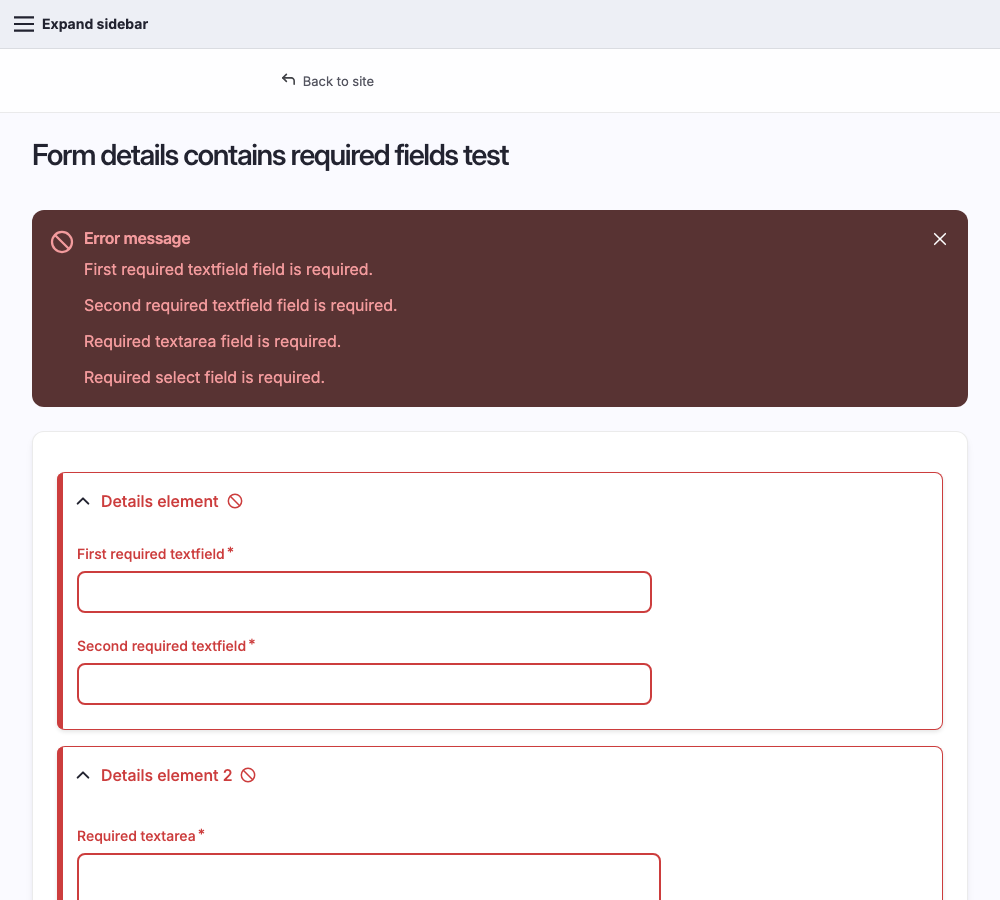 Expand sidebar
Back to site
Form details contains required fields test
Error message
First required textfield field is required.
Second required textfield field is required.
Required textarea field is required.
Required select field is required.
Details element
First required textfield*
Second required textfield*
Details element 2
Required textarea*